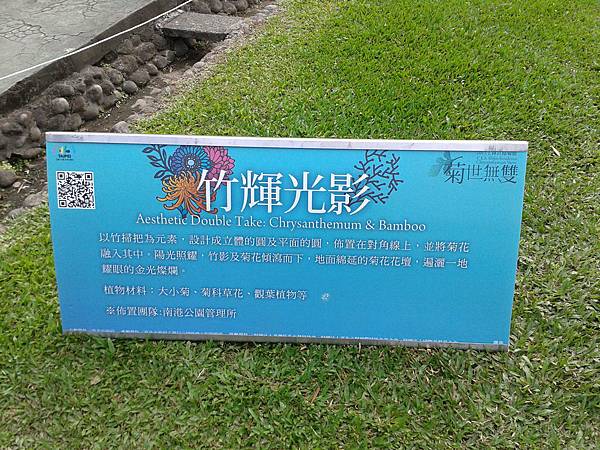 TAIPEI
菊世無雙
竹輝光影
Aesthetic Double Take: Chrysanthemum & Bamboo
以竹掃把為元素，設計成立體的圓及平面的圓，佈置在對角線上，並將菊花
融入其中。陽光照耀，竹影及菊花傾瀉而下，地面綿延的菊花花壇，遍灑一地
耀眼的金光燦爛。
植物材料：大小菊、菊科草花、觀葉植物等
※佈置團隊:南港公園管理所